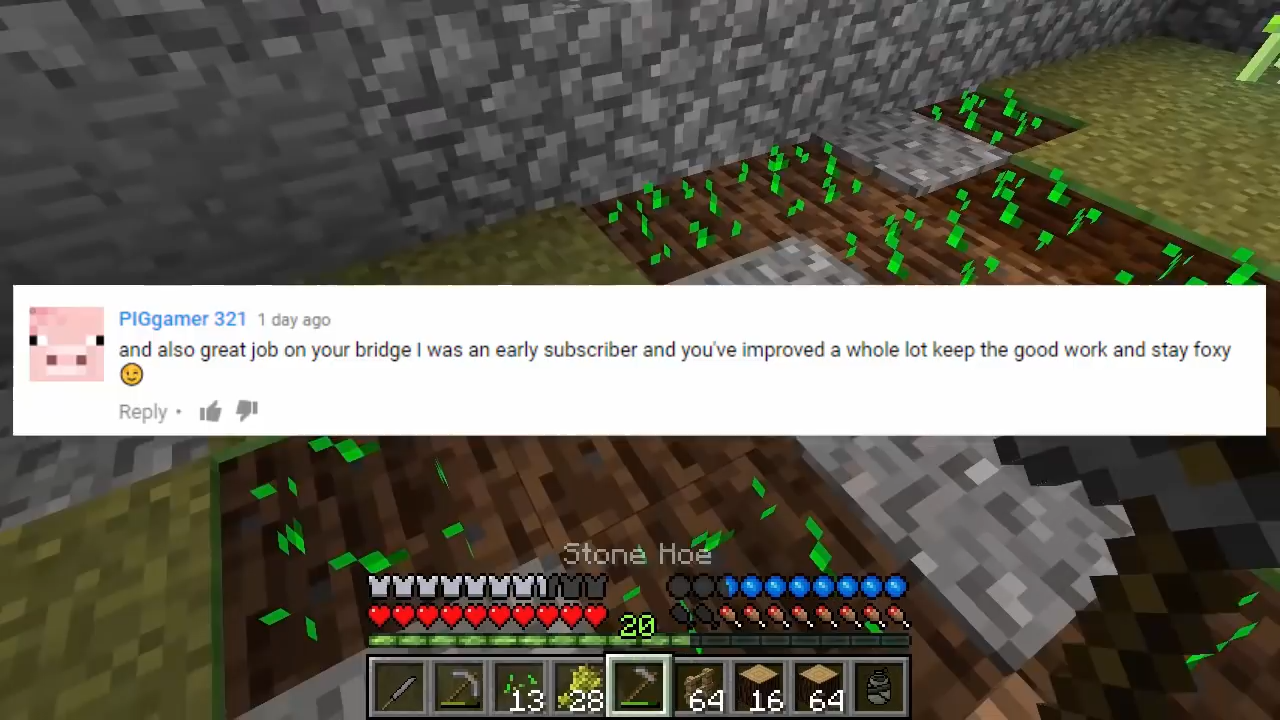 PIGgamer 321 1 day ago
and also great job on your bridge I was an early subscriber and you've improved a whole lot keep the good work and stay foxy
😉
Reply •
Stone Hoe
20
13 28 64 16 64